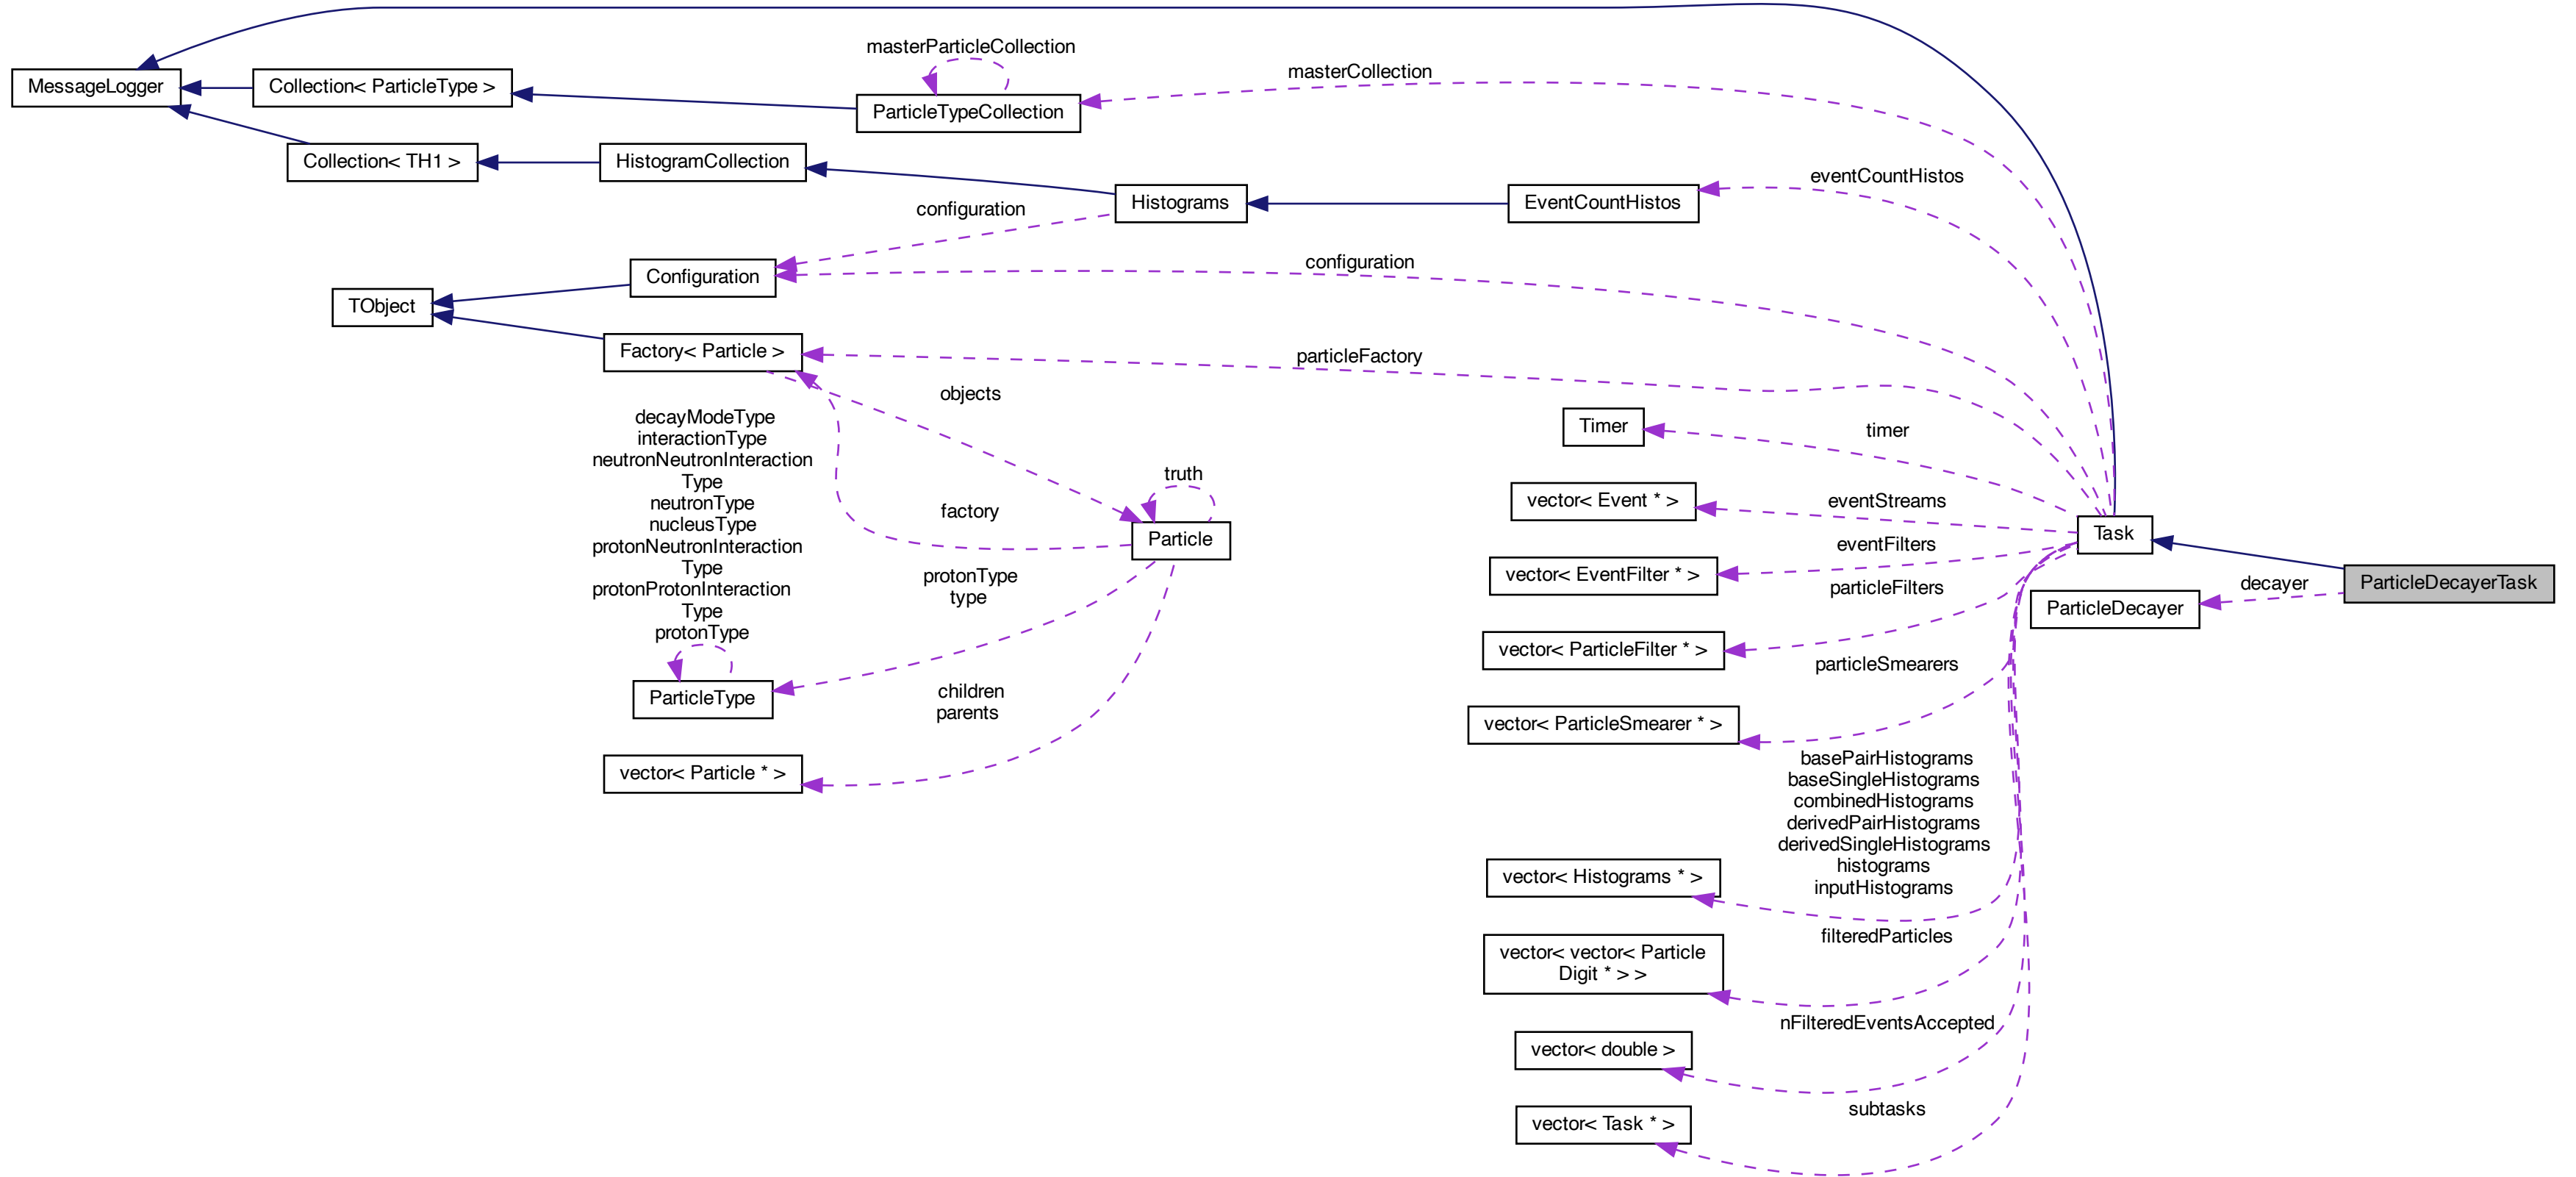 masterParticleCollection
masterCollection
MessageLogger
Collection< ParticleType >
ParticleTypeCollection
Collection< TH1 >
HistogramCollection
eventCountHistos
configuration
Histograms
EventCountHistos
configuration
Configuration
TObject
Factory< Particle >
particleFactory
objects
decayModeType
interactionType
neutronNeutronInteraction
Type
neutronType
nucleusType
protonNeutronInteraction
Type
protonProtonInteraction
Type
protonType
factory
truth
Particle
protonType
type
ParticleType
children
parents
vector< Particle * >
Timer
timer
vector< Event * >
eventStreams
eventFilters
vector< EventFilter * >
particleFilters
vector< ParticleFilter * >
particleSmearers
vector< ParticleSmearer * >
Task
decayer
ParticleDecayerTask
ParticleDecayer
basePairHistograms
baseSingleHistograms
combinedHistograms
derivedPairHistograms
derivedSingleHistograms
histograms
inputHistograms
vector< Histograms * >
filteredParticles
vector< vector< Particle
Digit * > >
nFilteredEventsAccepted
vector< double >
subtasks
vector< Task * >